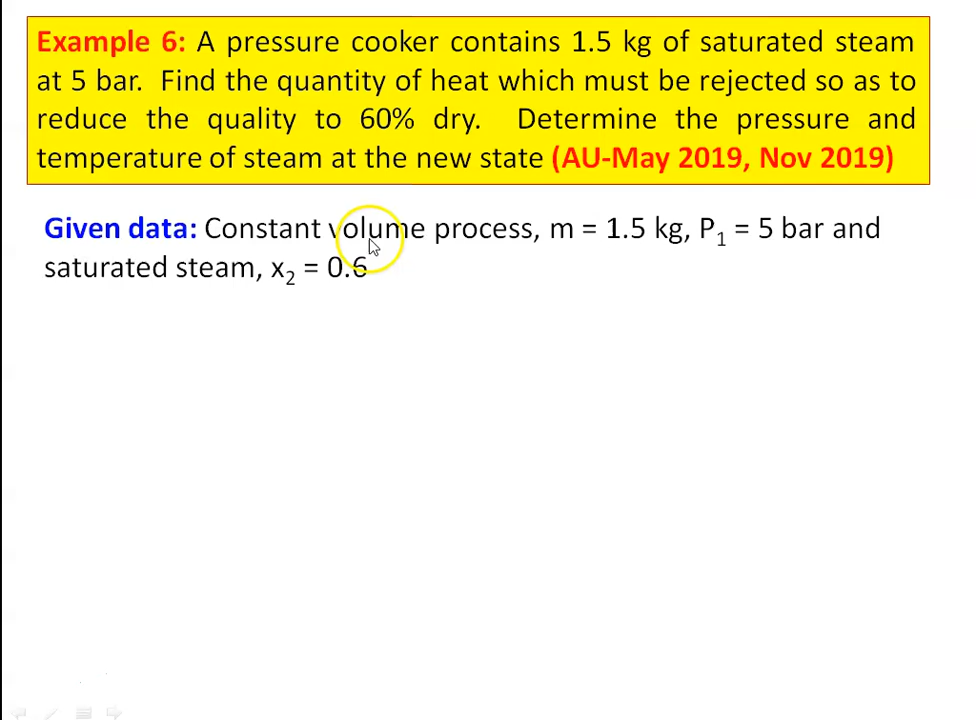 Example 6: A pressure cooker contains 1.5 kg of saturated steam
at 5 bar. Find the quantity of heat which must be rejected so as to
reduce the quality to 60% dry. Determine the pressure and
temperature of steam at the new state (AU-May 2019, Nov 2019)
Given data: Constant volume process, m = 1.5 kg, P₁ = 5 bar and
saturated steam, x₂ = 0.6